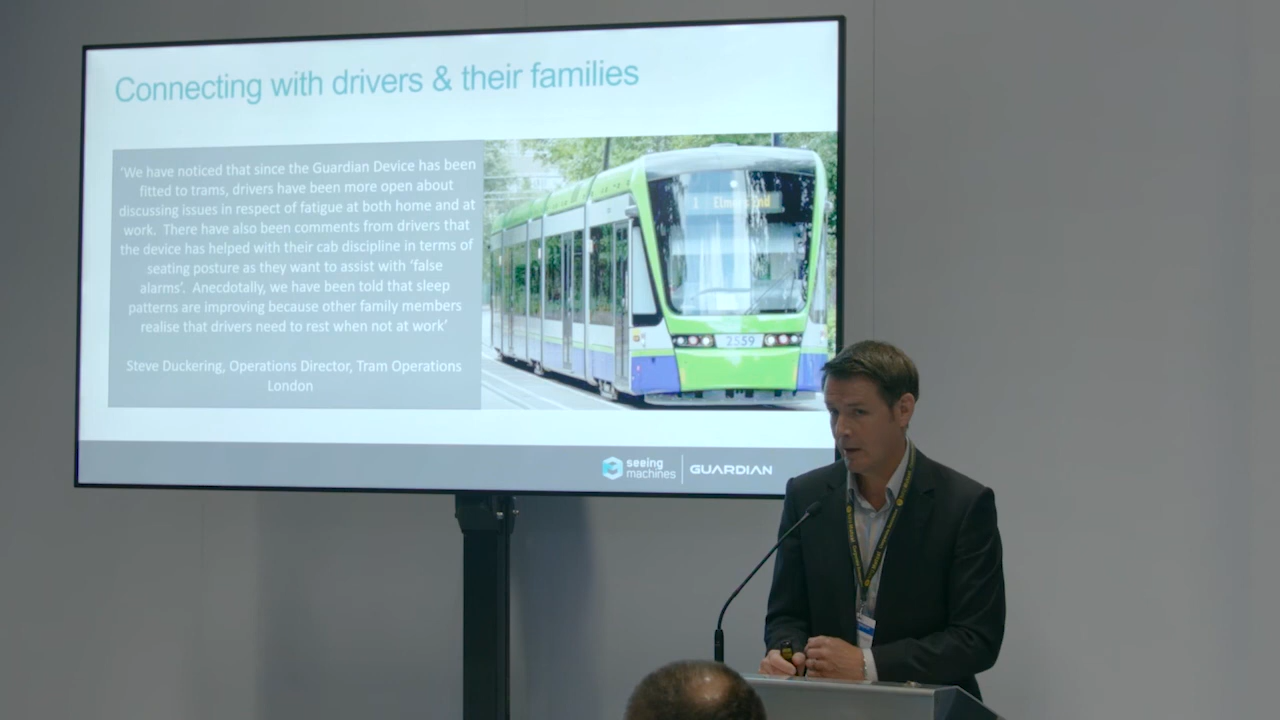 Connecting with drivers & their families
'We have noticed that since the Guardian Device has been
fitted to trams, drivers have been more open about
discussing issues in respect of fatigue at both home and at
work. There have also been comments from drivers that
the device has helped with their cab discipline in terms of
seating posture as they want to assist with 'false
alarms'. Anecdotally, we have been told that sleep
patterns are improving because other family members
realise that drivers need to rest when not at work'
Steve Duckering, Operations Director, Tram Operations
London
Elmers End
2559
seeing
machines
GUARDIAN